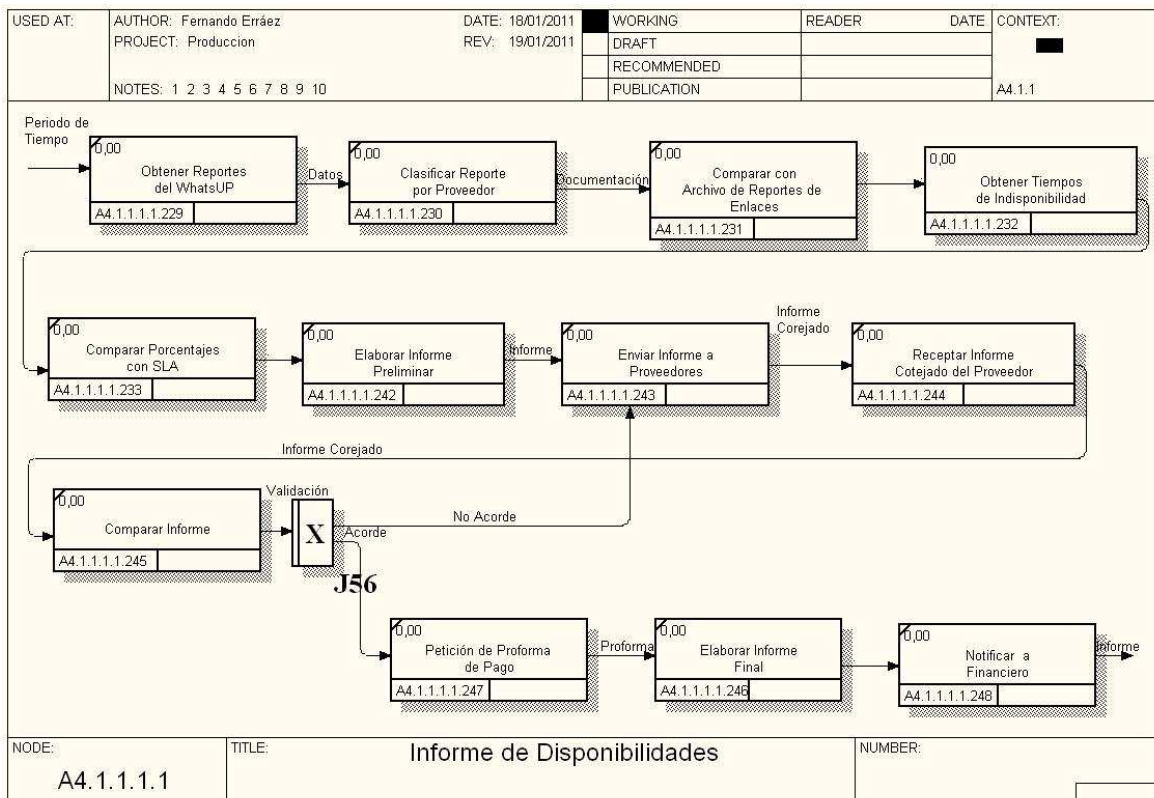 USED AT:
AUTHOR: Fernando Erráez
DATE: 18/01/2011
PROJECT: Produccion
REV: 19/01/2011
NOTES: 1 2 3 4 5 6 7 8 9 10
WORKING
DRAFT
RECOMMENDED
PUBLICATION
READER
DATE
CONTEXT:
A4.1.1
Periodo de
Tiempo
0,00
Obtener Reportes
del WhatsUP
A4.1.1.1.1.229
Datos
0,00
Clasificar Reporte
por Proveedor
A4.1.1.1.1.230
Documentación
0,00
Comparar con
Archivo de Reportes de
Enlaces
A4.1.1.1.1.231
0,00
Obtener Tiempos
de Indisponibilidad
A4.1.1.1.1.232
0,00
Comparar Porcentajes
con SLA
A4.1.1.1.1.233
0,00
Elaborar Informe
Preliminar
A4.1.1.1.1.242
Informe
0,00
Enviar Informe a
Proveedores
A4.1.1.1.1.243
Informe
Corejado
0,00
Receptar Informe
Cotejado del Proveedor
A4.1.1.1.1.244
Informe Corejado
0,00
Comparar Informe
A4.1.1.1.1.245
Validación
X
J56
No Acorde
Acorde
0,00
Petición de Proforma
de Pago
A4.1.1.1.1.247
Proforma
0,00
Elaborar Informe
Final
A4.1.1.1.1.246
0,00
Notificar a
Financiero
A4.1.1.1.1.248
Informe
NODE:
A4.1.1.1.1
TITLE:
Informe de Disponibilidades
NUMBER: